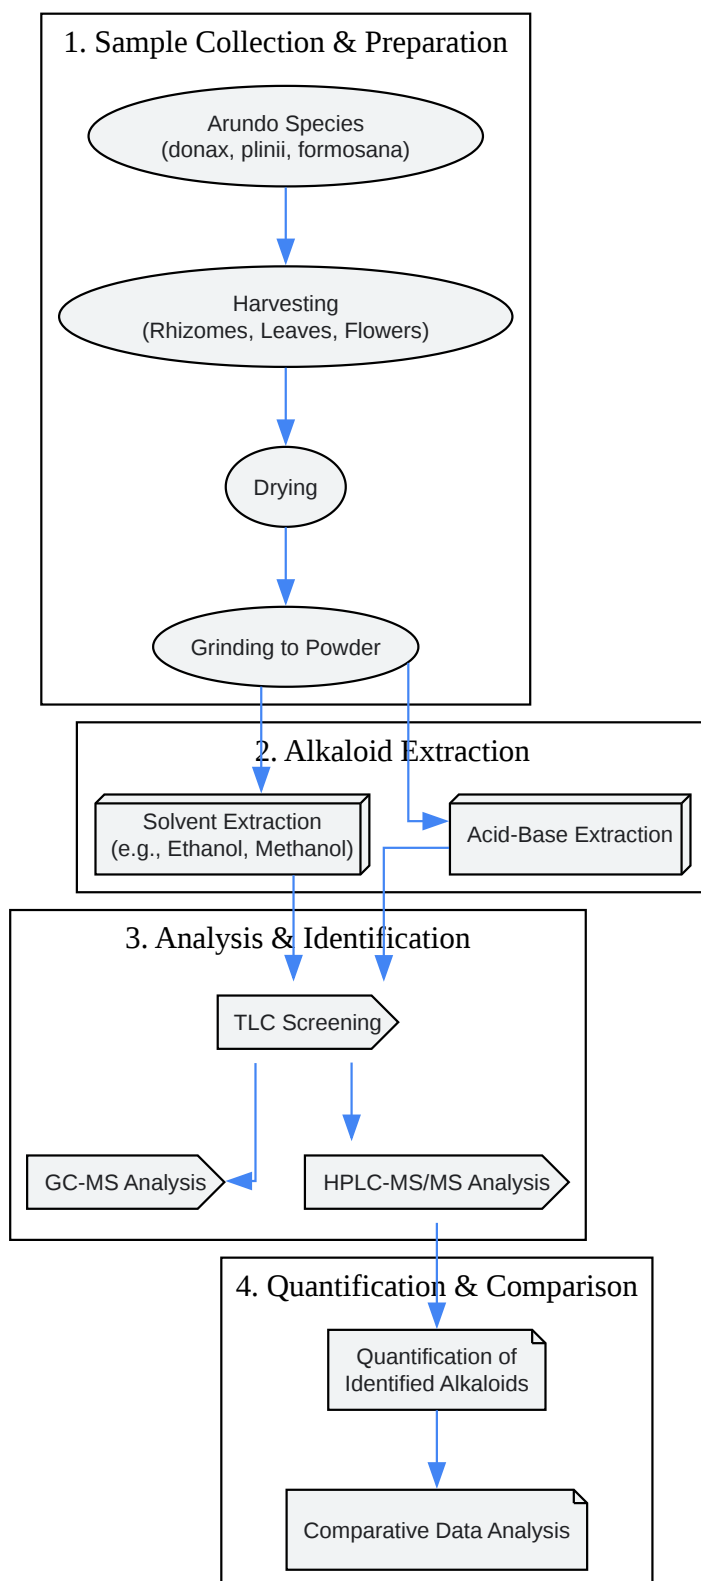 1. Sample Collection & Preparation
Arundo Species
(donax, plinii, formosana)
Harvesting
(Rhizomes, Leaves, Flowers)
Drying
Grinding to Powder
2. Alkaloid Extraction
Solvent Extraction
(e.g., Ethanol, Methanol)
Acid-Base Extraction
3. Analysis & Identification
TLC Screening
GC-MS Analysis
HPLC-MS/MS Analysis
4. Quantification & Comparison
Quantification of
Identified Alkaloids
Comparative Data Analysis